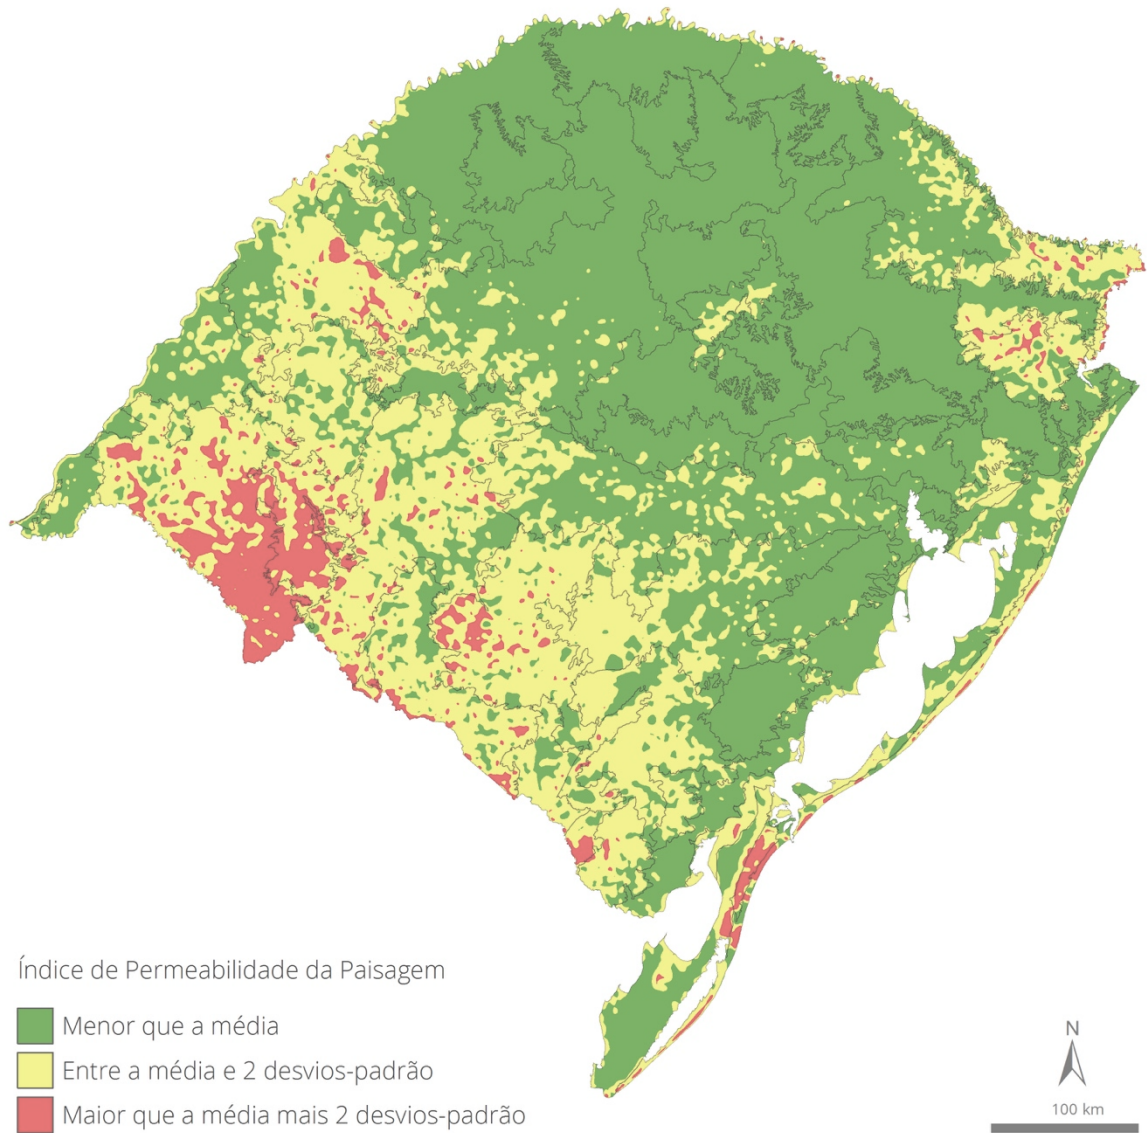 Índice de Permeabilidade da Paisagem
Menor que a média
Entre a média e 2 desvios-padrão
Maior que a média mais 2 desvios-padrão
N
100 km